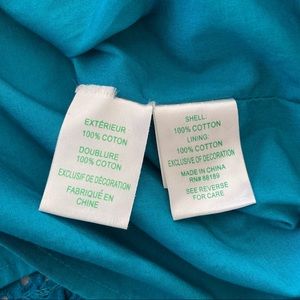 EXTÉRIEUR
100% COTON
DOUBLURE
100% COTON
EXCLUSIF DE DÉCORATION
FABRIQUÉ EN
CHINE
SHELL:
100% COTTON
LINING:
100% COTTON
EXCLUSIVE OF DECORATION
MADE IN CHINA
RN# 88189
SEE REVERSE
FOR CARE